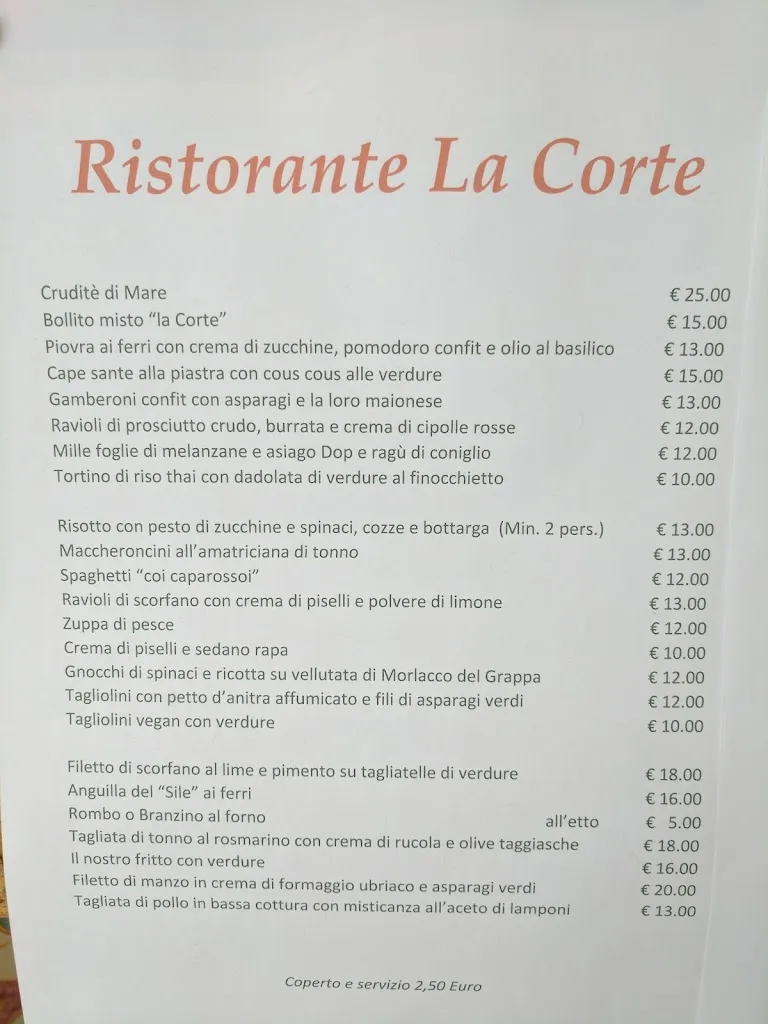 Ristorante La Corte
Cruditè di Mare € 25.00
Bollito misto “la Corte” € 15.00
Piovra ai ferri con crema di zucchine, pomodoro confit e olio al basilico € 13.00
Cape sante alla piastra con cous cous alle verdure € 15.00
Gamberoni confit con asparagi e la loro maionese € 13.00
Ravioli di prosciutto crudo, burrata e crema di cipolle rosse € 12.00
Mille foglie di melanzane e asiago Dop e ragù di coniglio € 12.00
Tortino di riso thai con dadolata di verdure al finocchietto € 10.00
Risotto con pesto di zucchine e spinaci, cozze e bottarga (Min. 2 pers.) € 13.00
Maccheroncini all’amatriciana di tonno € 13.00
Spaghetti “coi caparossoi” € 12.00
Ravioli di scorfano con crema di piselli e polvere di limone € 13.00
Zuppa di pesce € 12.00
Crema di piselli e sedano rapa € 10.00
Gnocchi di spinaci e ricotta su vellutata di Morlacco del Grappa € 12.00
Tagliolini con petto d’anitra affumicato e fili di asparagi verdi € 12.00
Tagliolini vegan con verdure € 10.00
Filetto di scorfano al lime e pimento su tagliatelle di verdure € 18.00
Anguilla del “Sile” ai ferri € 16.00
Rombo o Branzino al forno all’etto € 5.00
Tagliata di tonno al rosmarino con crema di rucola e olive taggiasche € 18.00
Il nostro fritto con verdure € 16.00
Filetto di manzo in crema di formaggio ubriaco e asparagi verdi € 20.00
Tagliata di pollo in bassa cottura con misticanza all’aceto di lamponi € 13.00
Coperto e servizio 2,50 Euro